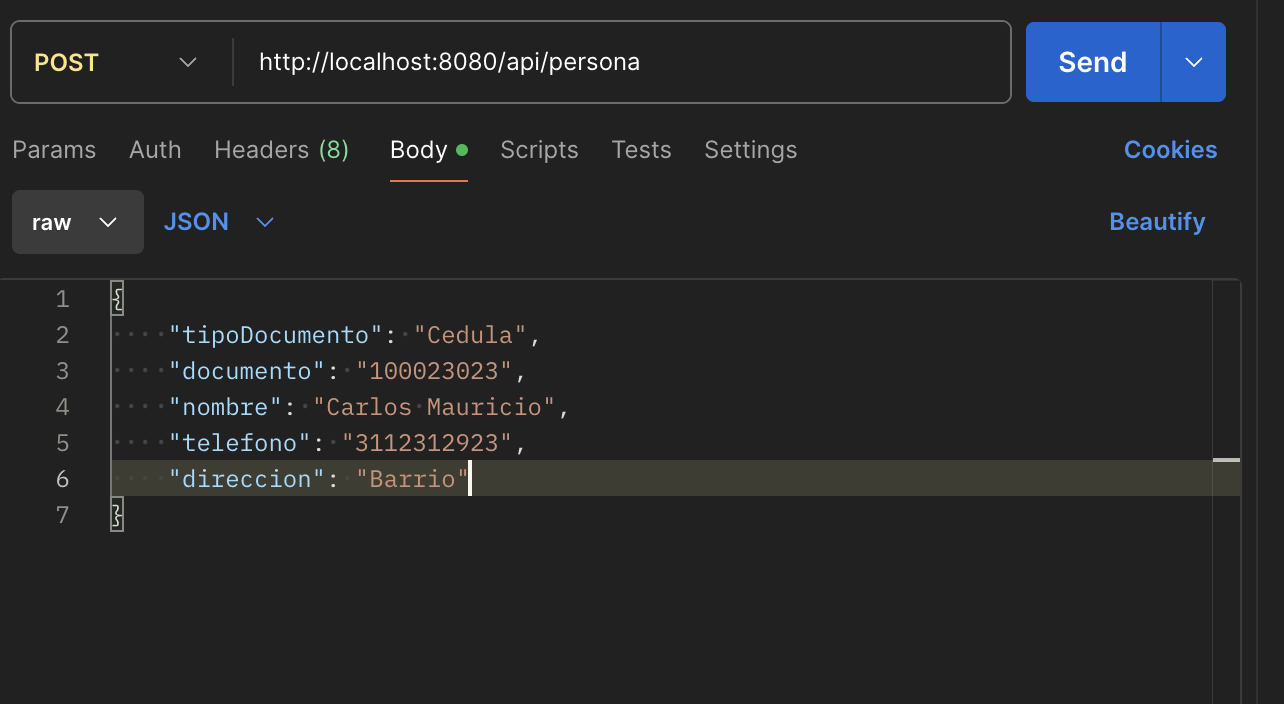 POST http://localhost:8080/api/persona Send
Params Auth Headers (8) Body Scripts Tests Settings Cookies
raw JSON Beautify
1 {
2 "tipoDocumento": "Cedula",
3 "documento": "100023023",
4 "nombre": "Carlos Mauricio",
5 "telefono": "3112312923",
6 "direccion": "Barrio"
7 }